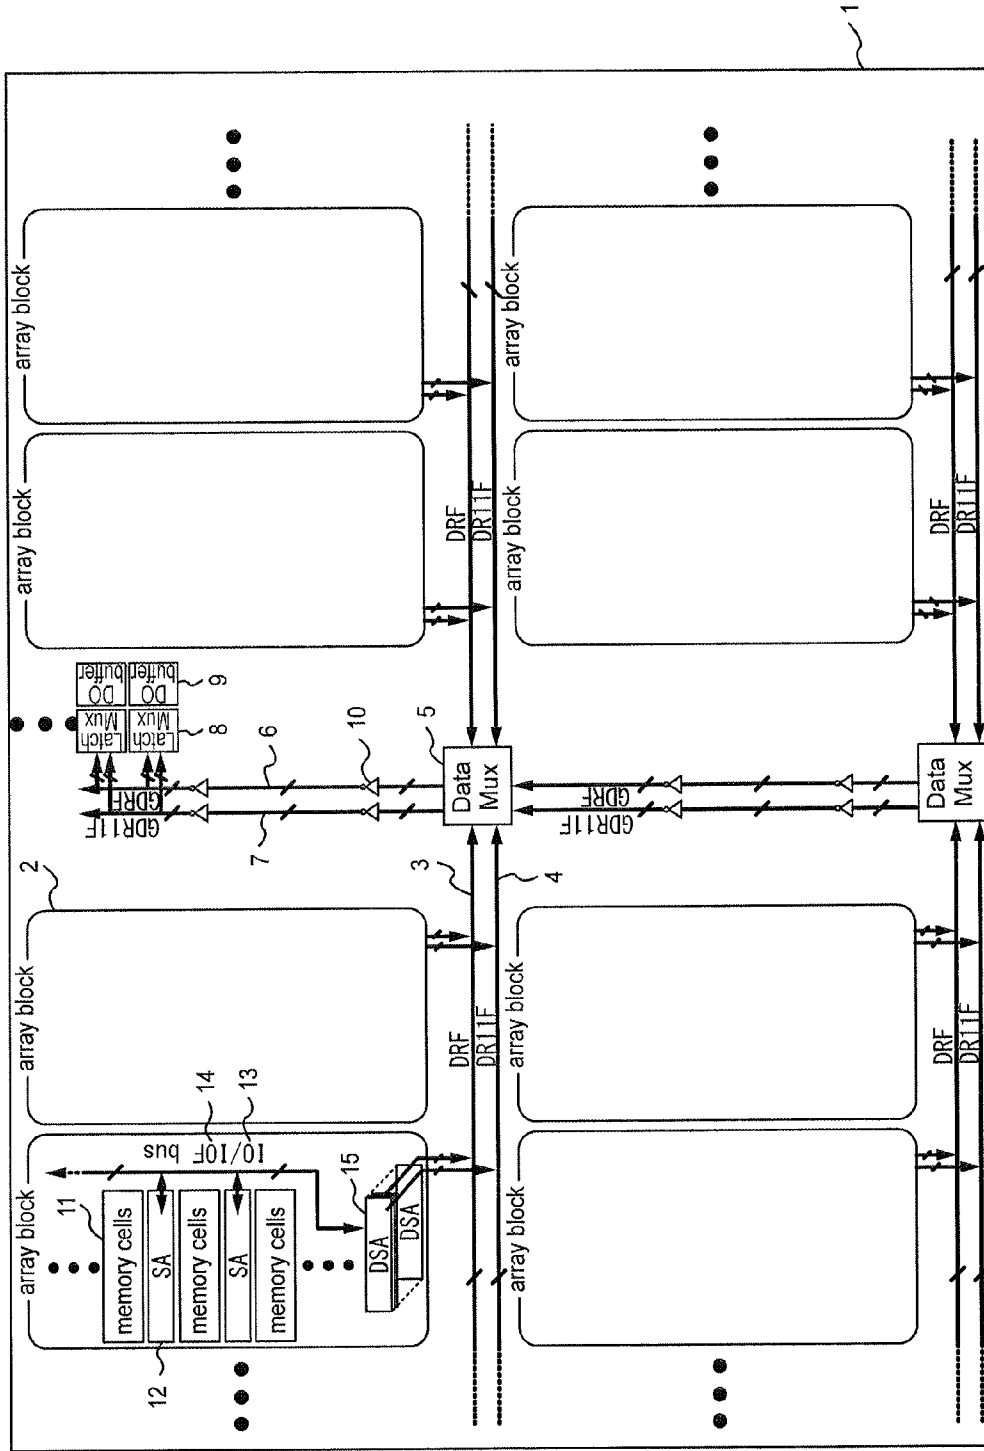 1
array block
array block
array block
array block
memory cells
SA
memory cells
SA
memory cells
11
12
IO/IOF bus
14
13
DSA
DSA
15
2
GDR11F
GDRF
7
6
10
Latch
Mux
Latch
Mux
DO
buffer
DO
buffer
8
9
DRF
DR11F
3
4
Data
Mux
5
DRF
DR11F
array block
array block
array block
array block
GDR11F
GDRF
DRF
DR11F
Data
Mux
DRF
DR11F